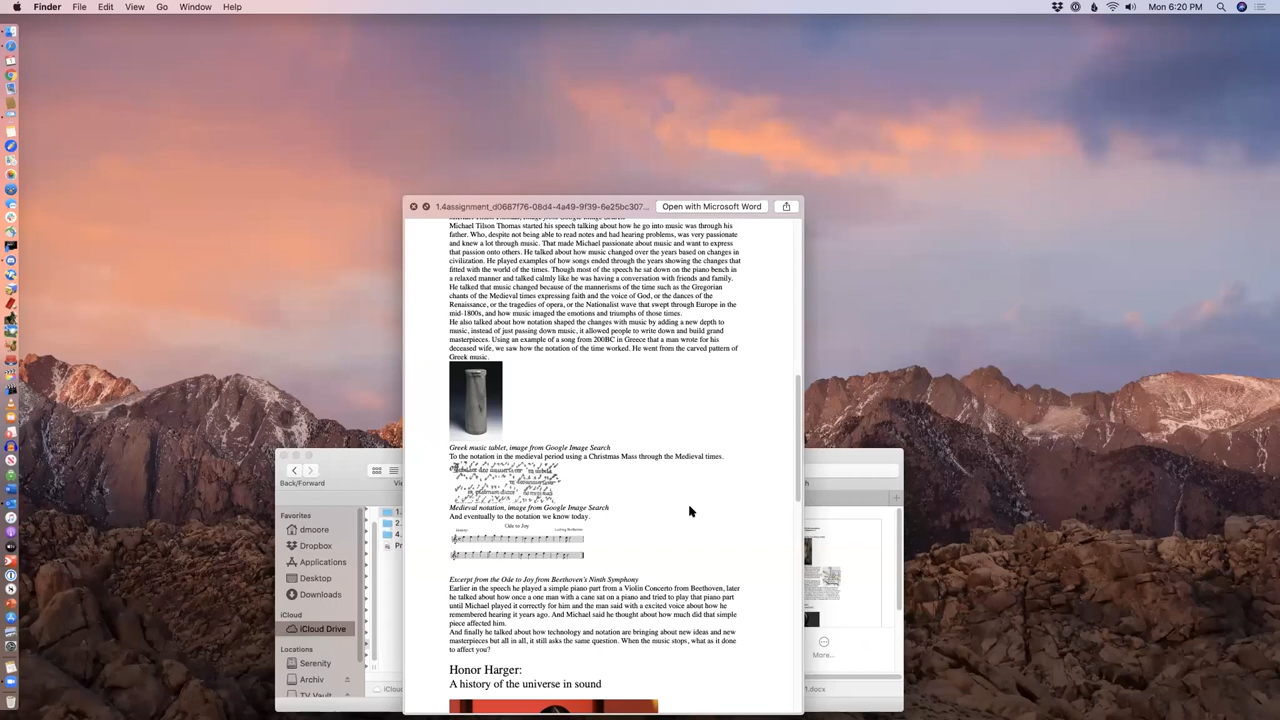 Finder File Edit View Go Window Help Mon 6:20 PM
1.4assignment_d0687f76-08d4-4a49-9f39-6e25bc307... Open with Microsoft Word
Michael Tilson Thomas started his speech talking about how he go into music was through his
father. Who, despite not being able to read notes and had hearing problems, was very passionate
and knew a lot through music. That made Michael passionate about music and want to express
that passion onto others. He talked about how music changed over the years based on changes in
civilization. He played examples of how songs ended through the years showing the changes that
fitted with the world of the times. Though most of the speech he sat down on the piano bench in
a relaxed manner and talked calmly like he was having a conversation with friends and family.
He talked that music changed because of the mannerisms of the time such as the Gregorian
chants of the Medieval times expressing faith and the voice of God, or the dances of the
Renaissance, or the tragedies of opera, or the Nationalist wave that swept through Europe in the
mid-1800s, and how music imaged the emotions and triumphs of those times.
He also talked about how notation shaped the changes with music by adding a new depth to
music, instead of just passing down music, it allowed people to write down and build grand
masterpieces. Using an example of a song from 200BC in Greece that a man wrote for his
deceased wife, we saw how the notation of the time worked. He went from the carved pattern of
Greek music.
Greek music tablet, image from Google Image Search
To the notation in the medieval period using a Christmas Mass through the Medieval times.
Medieval notation, image from Google Image Search
And eventually to the notation we know today.
Ode to Joy
Excerpt from the Ode to Joy from Beethoven's Ninth Symphony
Earlier in the speech he played a simple piano part from a Violin Concerto from Beethoven, later
he talked about how once a one man with a cane sat on a piano and tried to play that piano part
until Michael played it correctly for him and the man said with a excited voice about how he
remembered hearing it years ago. And Michael said he thought about how much did that simple
piece affected him.
And finally he talked about how technology and notation are bringing about new ideas and new
masterpieces but all in all, it still asks the same question. When the music stops, what as it done
to affect you?
Honor Harger:
A history of the universe in sound
Back/Forward
Favorites
dmoore
Dropbox
Applications
Desktop
Downloads
iCloud
iCloud Drive
Locations
Serenity
Archiv
TV Vault
1.
2.
4.
More...
1.docx